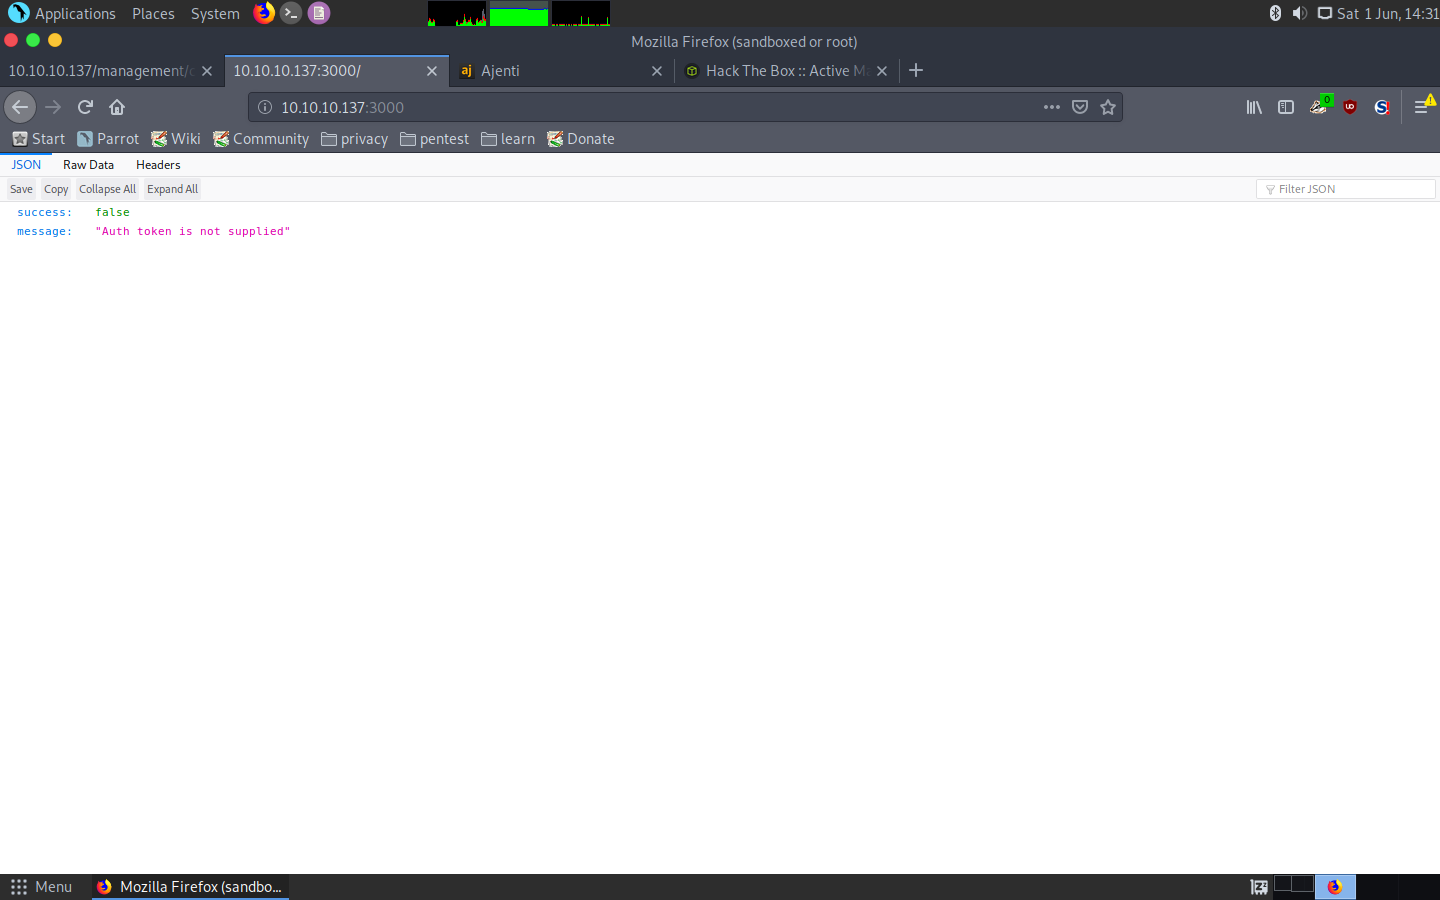 Applications Places System Sat 1 Jun, 14:31
Mozilla Firefox (sandboxed or root)
10.10.10.137/management/ 10.10.10.137:3000/ aj Ajenti Hack The Box :: Active Ma
10.10.10.137:3000 0 UD S
Start Parrot Wiki Community privacy pentest learn Donate
JSON Raw Data Headers
Save Copy Collapse All Expand All Filter JSON
success: false
message: "Auth token is not supplied"
Menu Mozilla Firefox (sandbo...